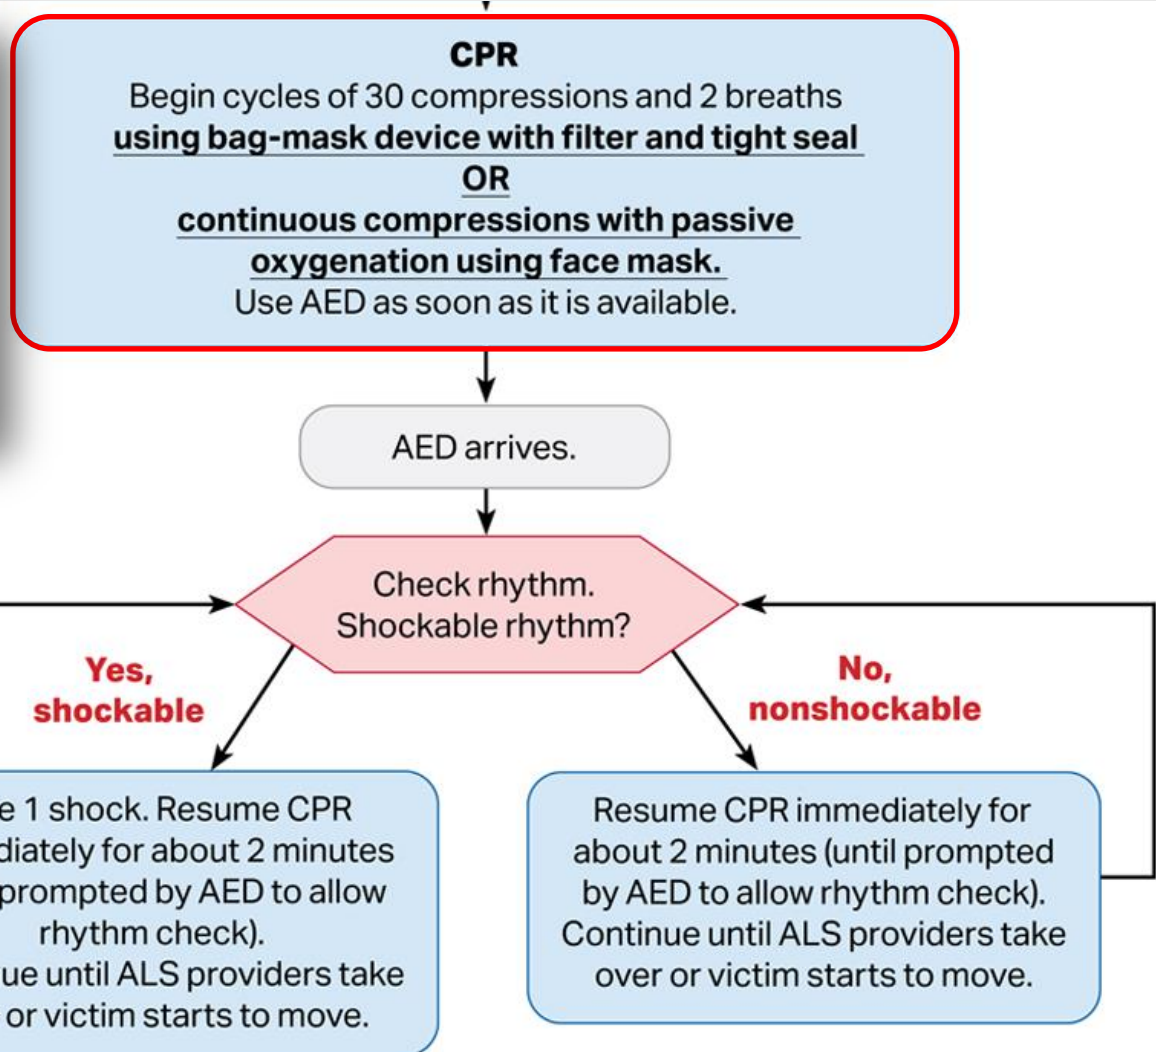 CPR
Begin cycles of 30 compressions and 2 breaths
using bag-mask device with filter and tight seal
OR
continuous compressions with passive
oxygenation using face mask.
Use AED as soon as it is available.
AED arrives.
Check rhythm.
Shockable rhythm?
Yes,
shockable
No,
nonshockable
1 shock. Resume CPR
for about 2 minutes
prompted by AED to allow
rhythm check).
until ALS providers take
or victim starts to move.
Resume CPR immediately for
about 2 minutes (until prompted
by AED to allow rhythm check).
Continue until ALS providers take
over or victim starts to move.